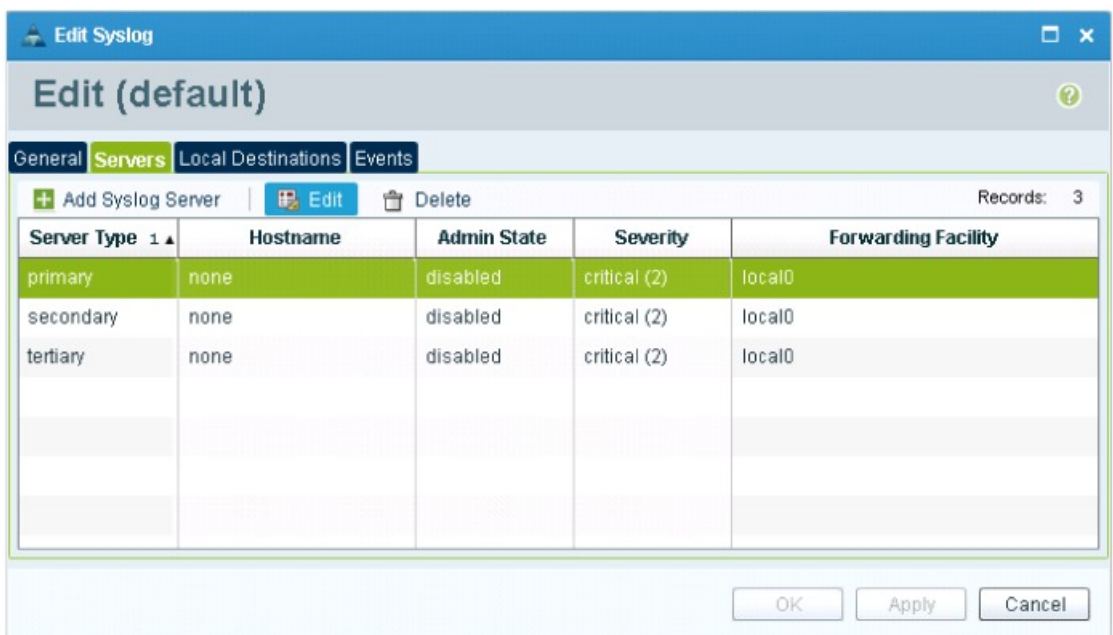 Edit Syslog
Edit (default)
General Servers Local Destinations Events
Add Syslog Server | Edit Delete Records: 3
Server Type 1 Hostname Admin State Severity Forwarding Facility
primary none disabled critical (2) local0
secondary none disabled critical (2) local0
tertiary none disabled critical (2) local0
OK Apply Cancel